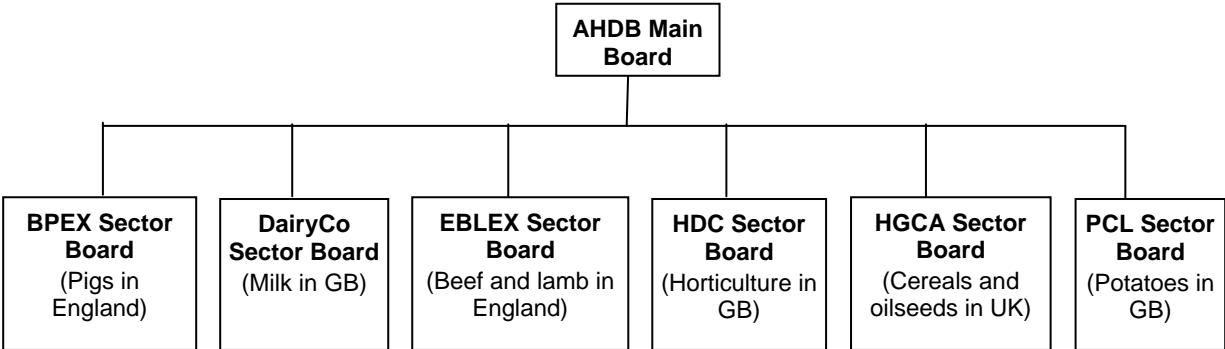 AHDB Main
Board
BPEX Sector
Board
(Pigs in
England)
DairyCo
Sector Board
(Milk in GB)
EBLEX Sector
Board
(Beef and lamb in
England)
HDC Sector
Board
(Horticulture in
GB)
HGCA Sector
Board
(Cereals and
oilseeds in UK)
PCL Sector
Board
(Potatoes in
GB)